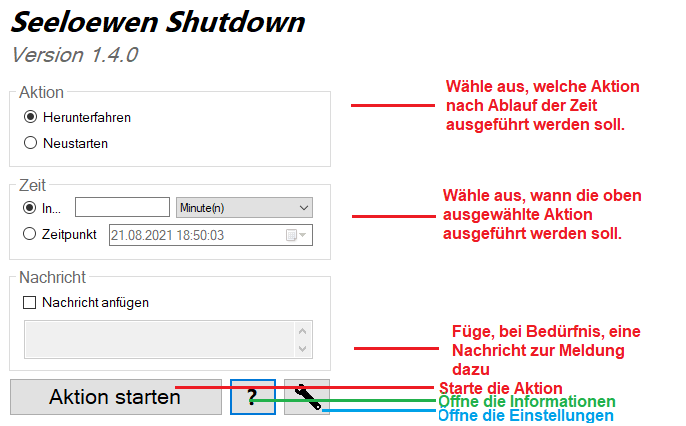 Seeloewen Shutdown
Version 1.4.0
Aktion
Herunterfahren
Neustarten
Wähle aus, welche Aktion
nach Ablauf der Zeit
ausgeführt werden soll.
Zeit
In...
Minute(n)
Zeitpunkt
21.08.2021 18:50:03
Wähle aus, wann die oben
ausgewählte Aktion
ausgeführt werden soll.
Nachricht
Nachricht anfügen
Füge, bei Bedürfnis, eine
Nachricht zur Meldung
dazu
Aktion starten
?
Starte die Aktion
Öffne die Informationen
Öffne die Einstellungen